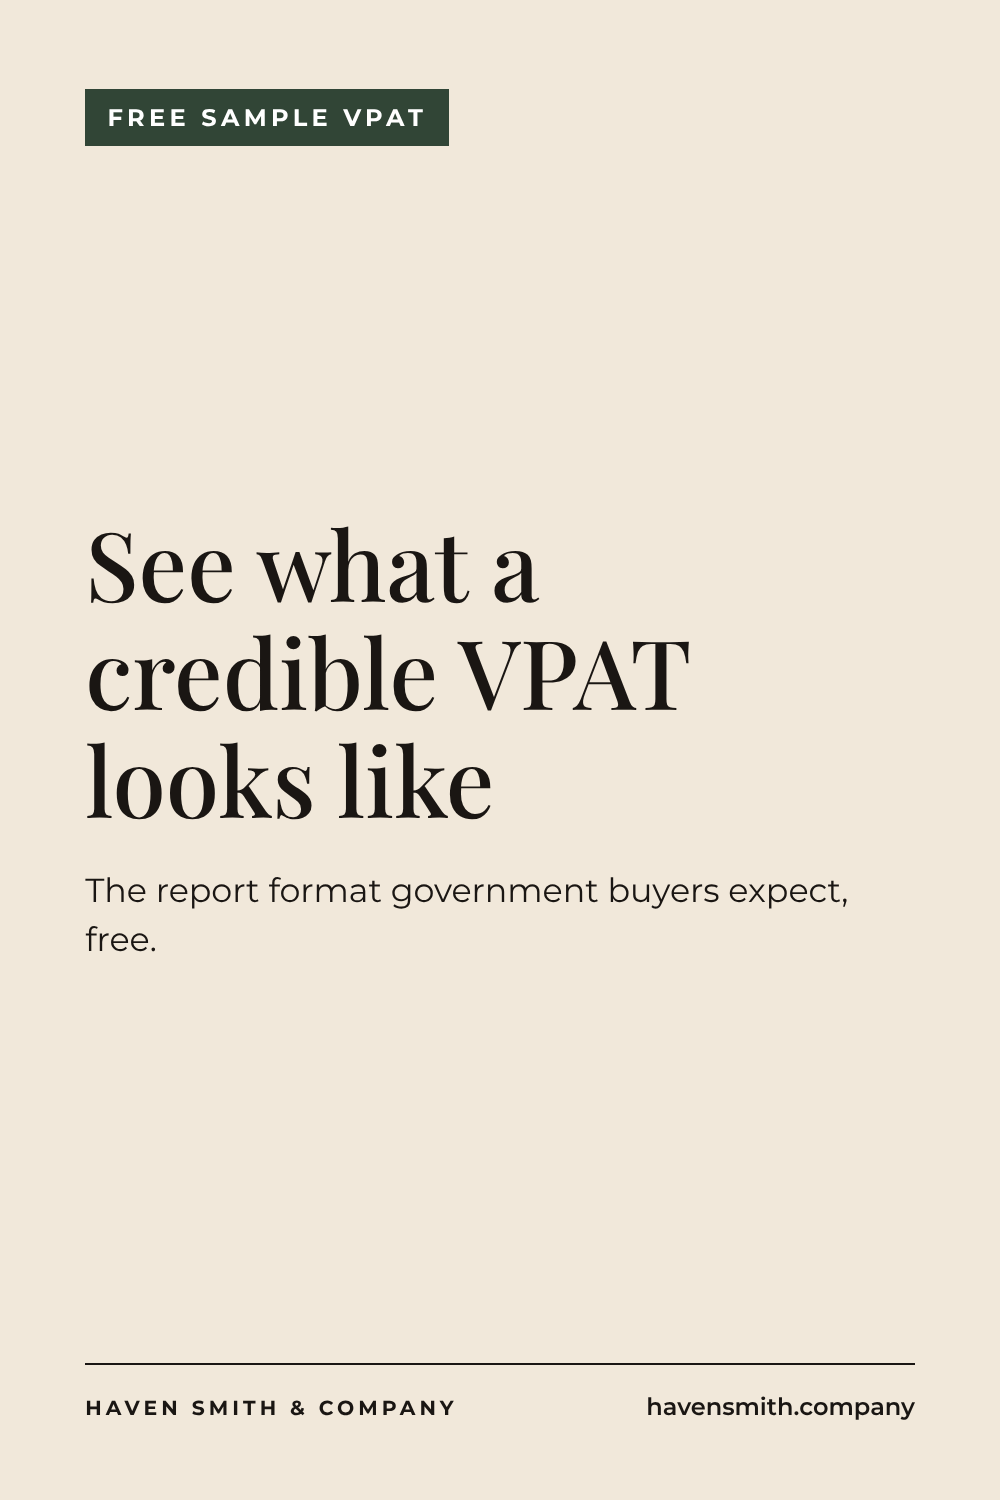 FREE SAMPLE VPAT
See what a
credible VPAT
looks like
The report format government buyers expect,
free.
HAVEN SMITH & COMPANY
havensmith.company